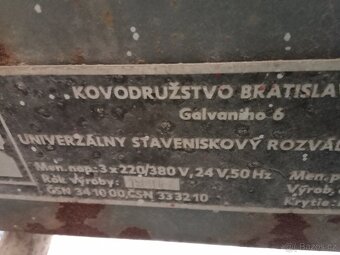 KOVODRUŽSTVO BRATISLA
Galvaniho 6
UNIVERZÁLNY STAVENISKOVÝ ROZVÁ
Men. nap.: 3 x 220/380 V, 24 V, 50 Hz Men. p
Rok. Výroby: Výrob.
ČSN 34 10 00, ČSN 33 32 10 Krytie: